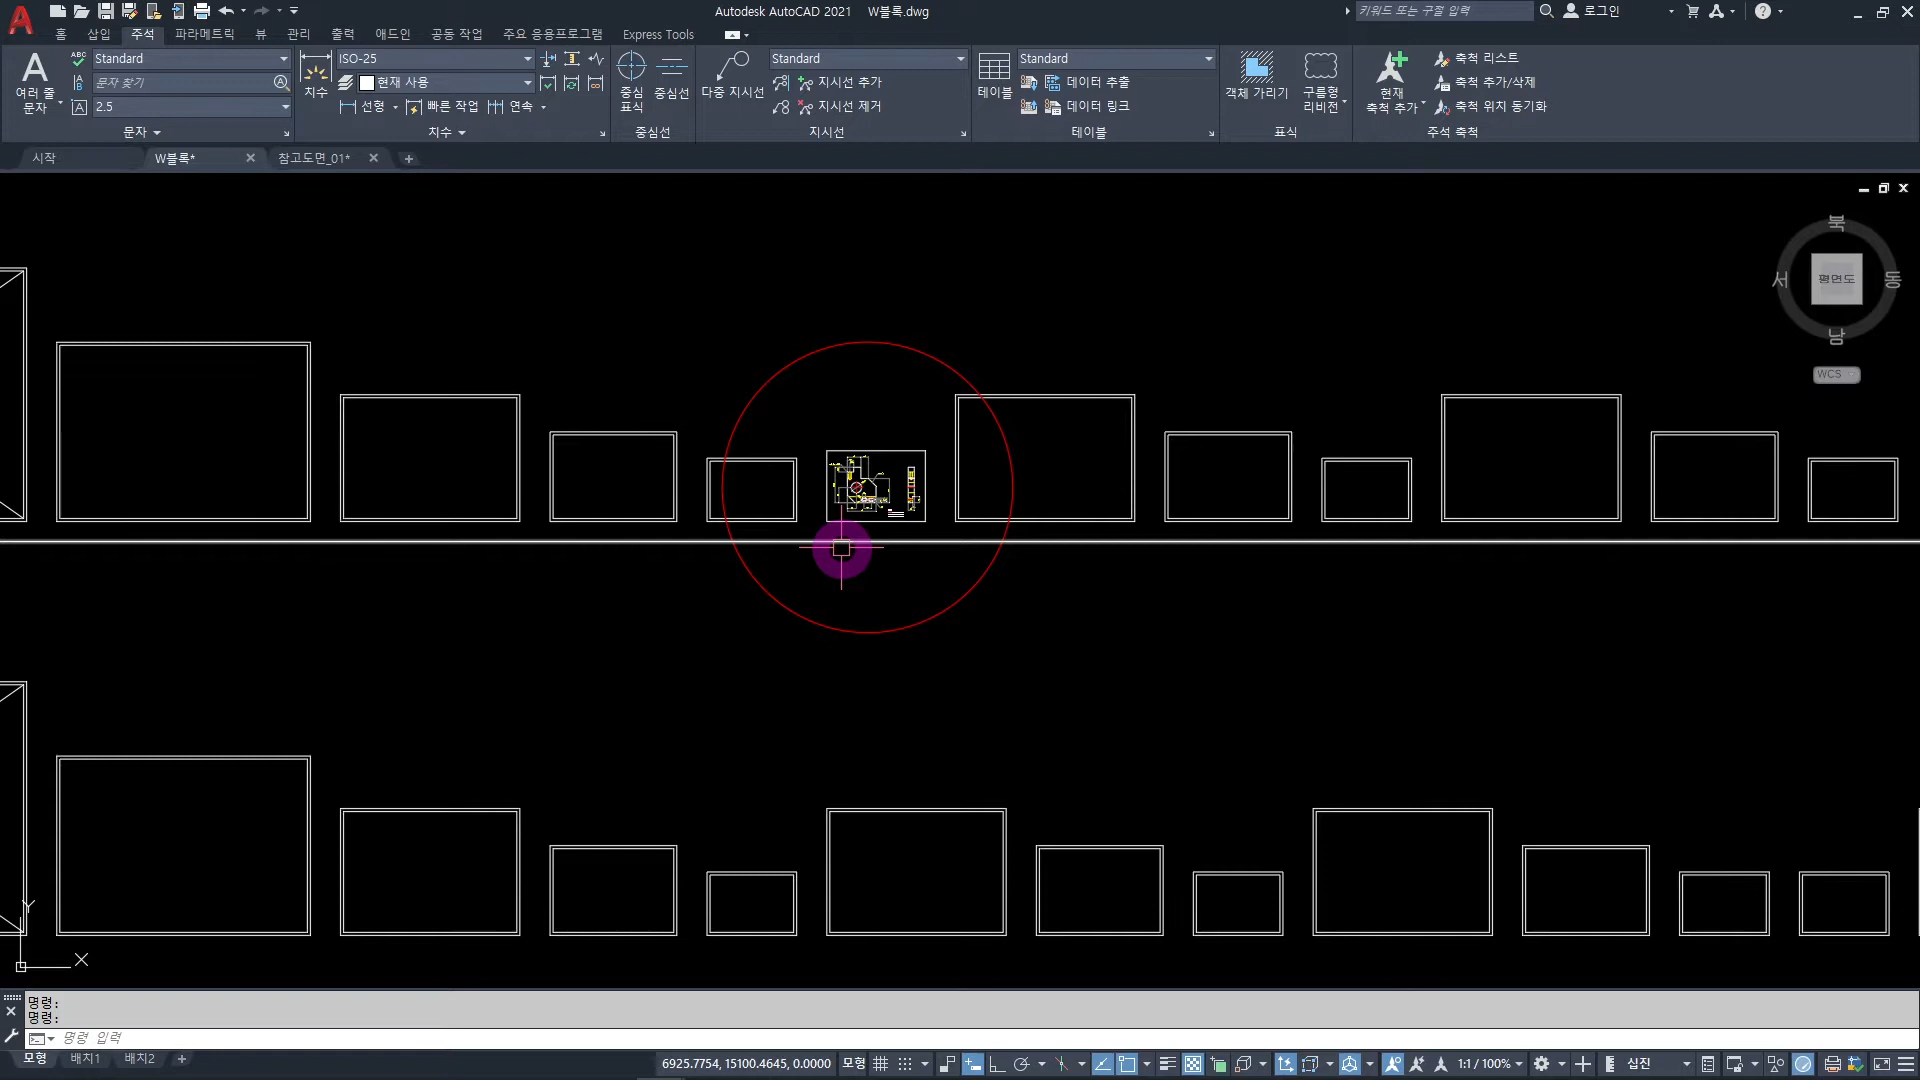 Autodesk AutoCAD 2021 W블록.dwg
키워드 또는 구절 입력
로그인
홈 삽입 주석 파라메트릭 뷰 관리 출력 애드인 공동 작업 주요 응용프로그램 Express Tools
여러 줄
문자
ABC
Standard
문자 찾기
2.5
문자
치수
ISO-25
현재 사용
선형 빠른 작업 연속
치수
중심
표식
중심선
중심선
다중 지시선
Standard
지시선 추가
지시선 제거
지시선
테이블
Standard
데이터 추출
데이터 링크
테이블
객체 가리기
구름형
리비전
표식
현재
축척 추가
축척 리스트
축척 추가/삭제
축척 위치 동기화
주석 축척
시작 W블록* 참고도면_01*
북
서 평면도 동
남
WCS
Y
X
명령:
명령:
명령 입력
모형 배치1 배치2
6925.7754, 15100.4645, 0.0000 모형 1:1 / 100% 십진